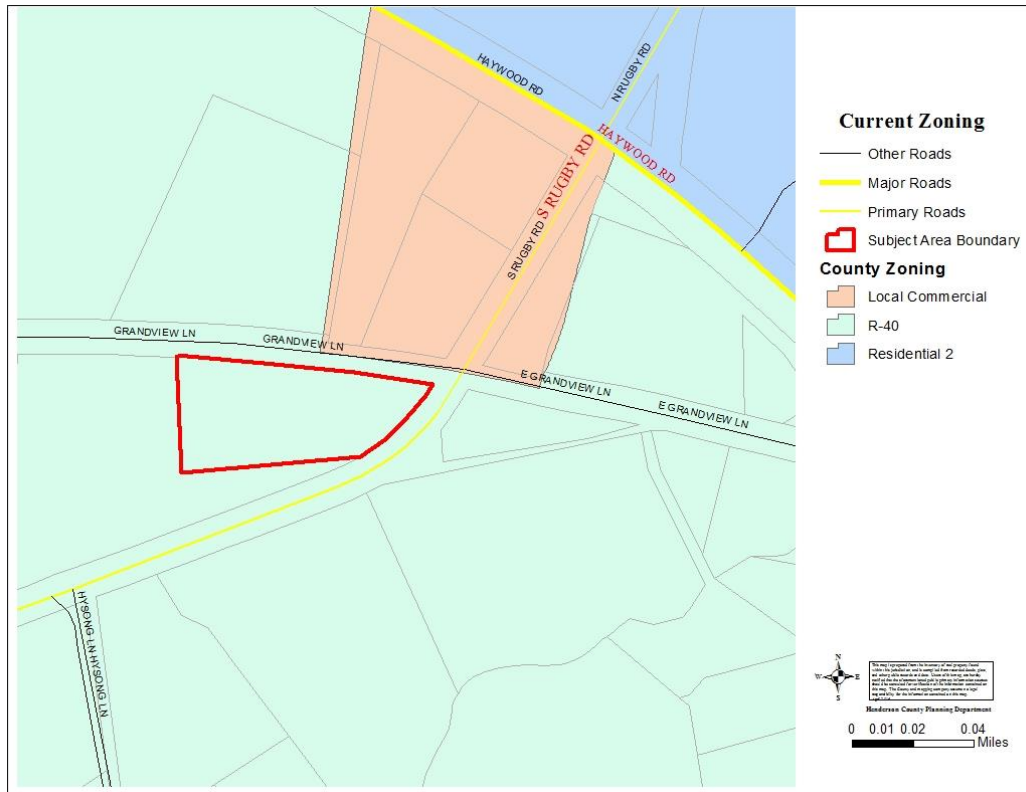 HAYWOOD RD
N RUGBY RD
HAYWOOD RD
S RUGBY RD
S RUGBY RD
GRANDVIEW LN
GRANDVIEW LN
E GRANDVIEW LN
E GRANDVIEW LN
HYSONG LN
HYSONG LN
Current Zoning
Other Roads
Major Roads
Primary Roads
Subject Area Boundary
County Zoning
Local Commercial
R-40
Residential 2
N
W E
S
Henderson County Planning Department
0 0.01 0.02 0.04
Miles